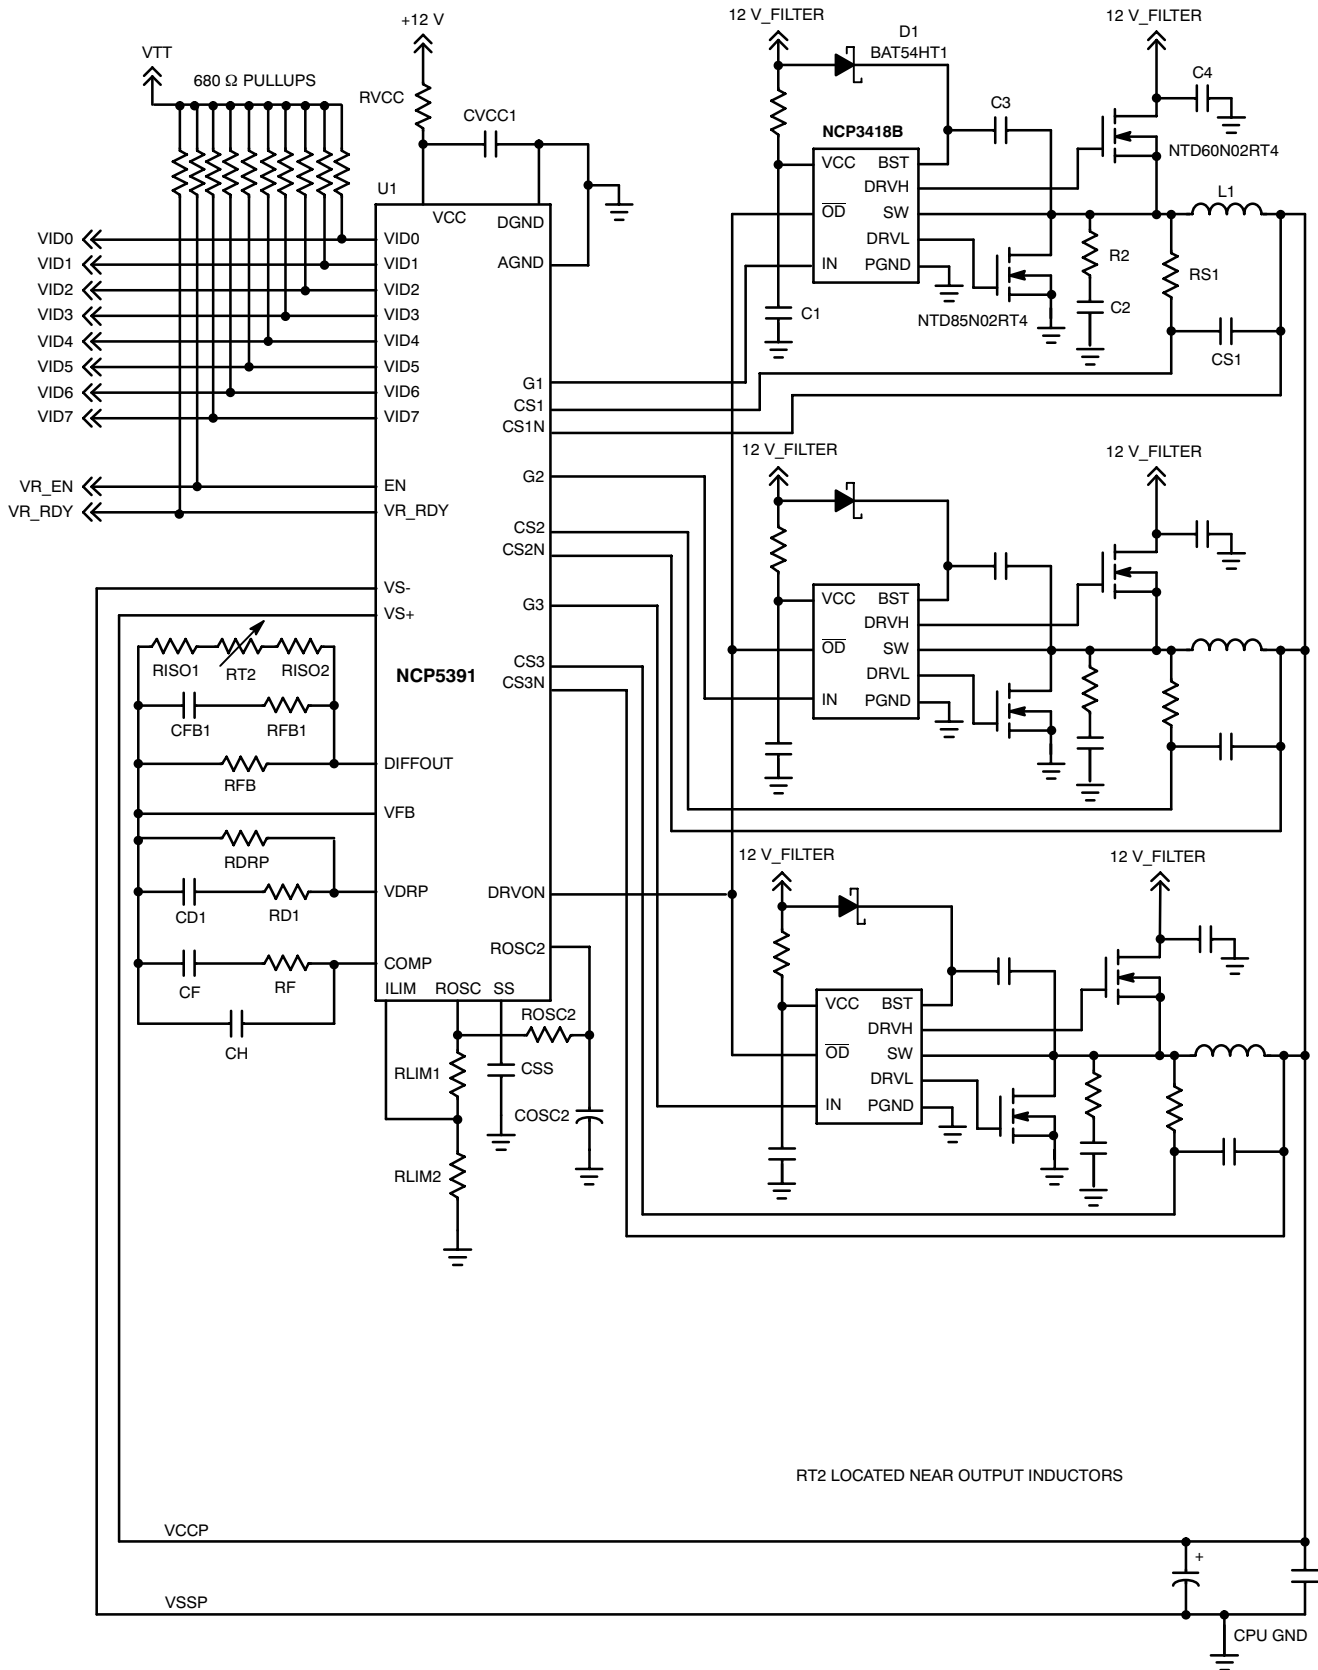 +12 V
12 V_FILTER
12 V_FILTER
D1
BAT54HT1
VTT
680 Ω PULLUPS
RVCC
CVCC1
C4
C3
NCP3418B
NTD60N02RT4
VCC
BST
DRVH
OD
SW
DRVL
IN
PGND
L1
R2
RS1
C1
NTD85N02RT4
C2
CS1
U1
VCC
DGND
AGND
VID0
VID0
VID1
VID1
VID2
VID2
VID3
VID3
VID4
VID4
VID5
VID5
VID6
VID6
VID7
VID7
G1
CS1
CS1N
VR_EN
EN
VR_RDY
VR_RDY
G2
CS2
CS2N
12 V_FILTER
12 V_FILTER
VCC
BST
DRVH
OD
SW
DRVL
IN
PGND
VS-
VS+
G3
CS3
CS3N
NCP5391
RISO1
RT2
RISO2
CFB1
RFB1
DIFFOUT
RFB
VFB
RDRP
VDRP
CD1
RD1
DRVON
COMP
CF
RF
CH
ROSC2
ILIM
ROSC
SS
ROSC2
RLIM1
CSS
COSC2
RLIM2
12 V_FILTER
12 V_FILTER
VCC
BST
DRVH
OD
SW
DRVL
IN
PGND
RT2 LOCATED NEAR OUTPUT INDUCTORS
VCCP
+
VSSP
CPU GND